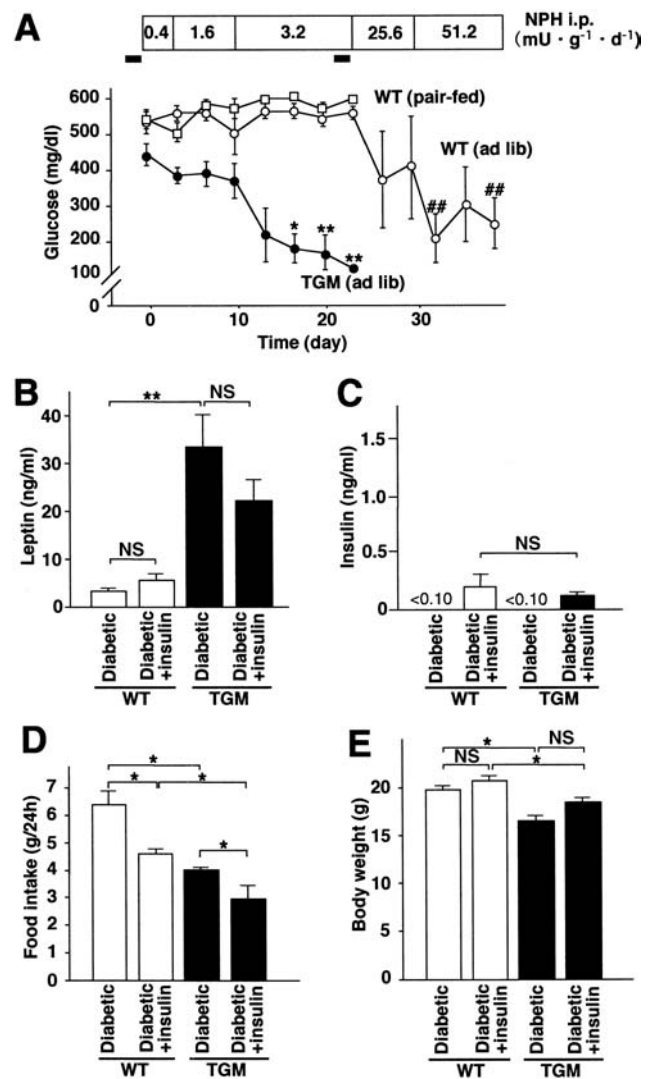 A
0.4 1.6 3.2 25.6 51.2
NPH i.p.
(mU · g⁻¹ · d⁻¹)
Glucose (mg/dl)
600
500
400
300
200
100
0
WT (pair-fed)
WT (ad lib)
##
##
*
**
**
TGM (ad lib)
0 10 20 30
Time (day)
B
Leptin (ng/ml)
40
30
20
10
0
**
NS
NS
Diabetic
Diabetic
+insulin
Diabetic
Diabetic
+insulin
WT TGM
C
Insulin (ng/ml)
1.5
1.0
0.5
0
NS
<0.10
<0.10
Diabetic
Diabetic
+insulin
Diabetic
Diabetic
+insulin
WT TGM
D
Food intake (g/24h)
7
6
5
4
3
2
1
0
*
* *
*
Diabetic
Diabetic
+insulin
Diabetic
Diabetic
+insulin
WT TGM
E
Body weight (g)
20
15
10
5
0
* NS
NS *
Diabetic
Diabetic
+insulin
Diabetic
Diabetic
+insulin
WT TGM